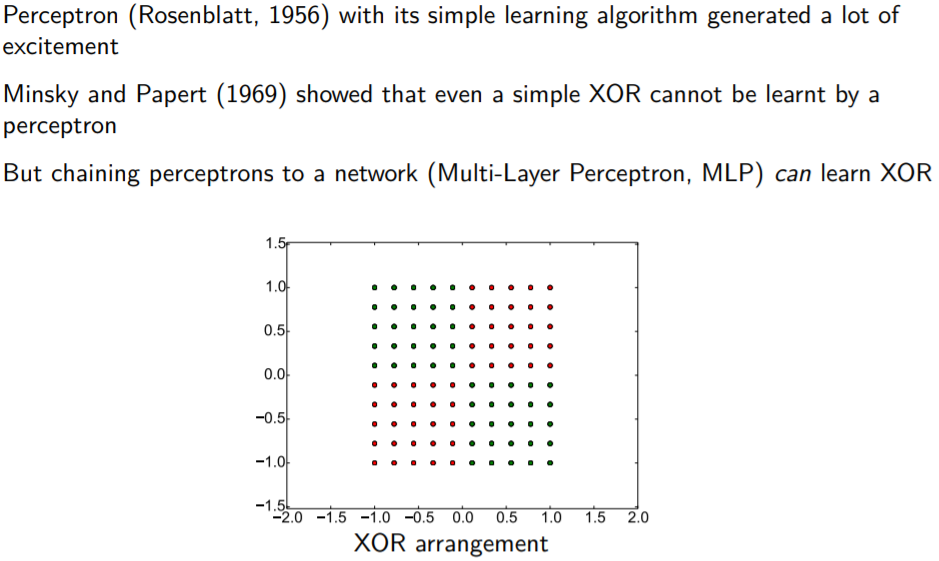 Perceptron (Rosenblatt, 1956) with its simple learning algorithm generated a lot of
excitement
Minsky and Papert (1969) showed that even a simple XOR cannot be learnt by a
perceptron
But chaining perceptrons to a network (Multi-Layer Perceptron, MLP) can learn XOR
1.5
1.0
0.5
0.0
−0.5
−1.0
−1.5
−2.0 −1.5 −1.0 −0.5 0.0 0.5 1.0 1.5 2.0
XOR arrangement